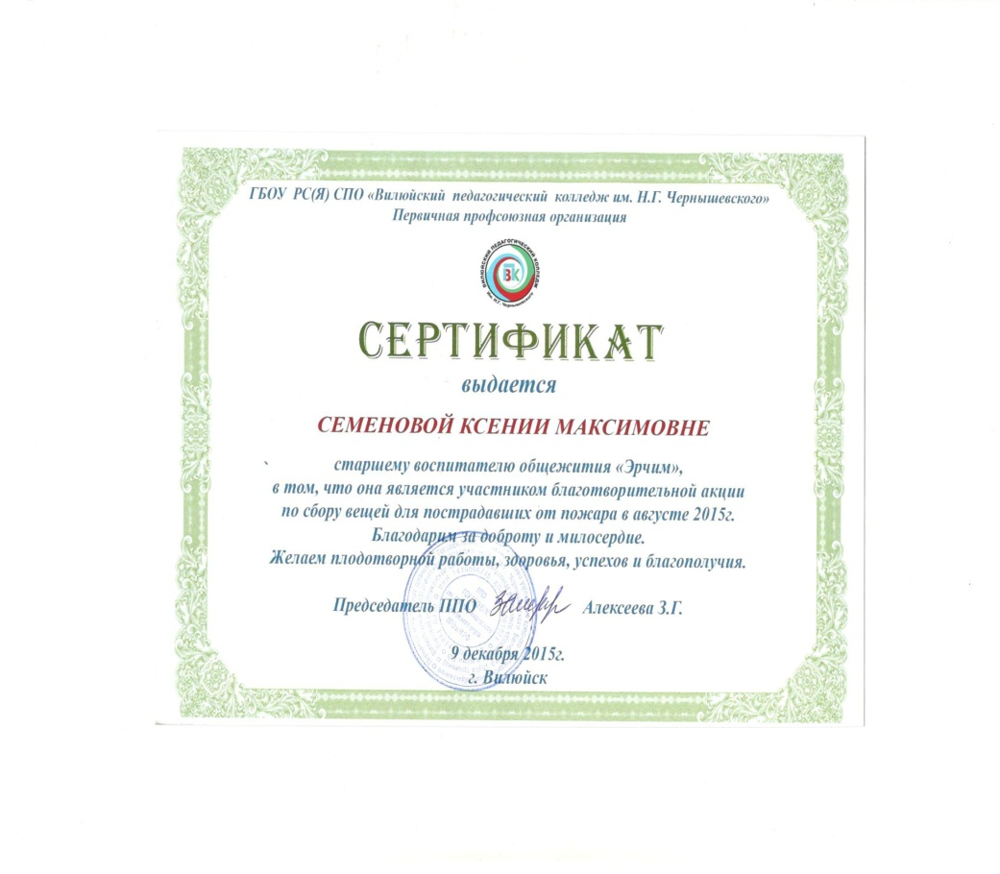 ГБОУ РС(Я) СПО «Вилюйский педагогический колледж им. Н.Г. Чернышевского»
Первичная профсоюзная организация
ВИЛЮЙСКИЙ ПЕДАГОГИЧЕСКИЙ КОЛЛЕДЖ
Им. Н.Г. Чернышевского
ВПК
СЕРТИФИКАТ
выдается
СЕМЕНОВОЙ КСЕНИИ МАКСИМОВНЕ
старшему воспитателю общежития «Эрчим»,
в том, что она является участником благотворительной акции
по сбору вещей для пострадавших от пожара в августе 2015г.
Благодарим за доброту и милосердие.
Желаем плодотворной работы, здоровья, успехов и благополучия.
Председатель ППО Алексеева З.Г.
9 декабря 2015г.
г. Вилюйск